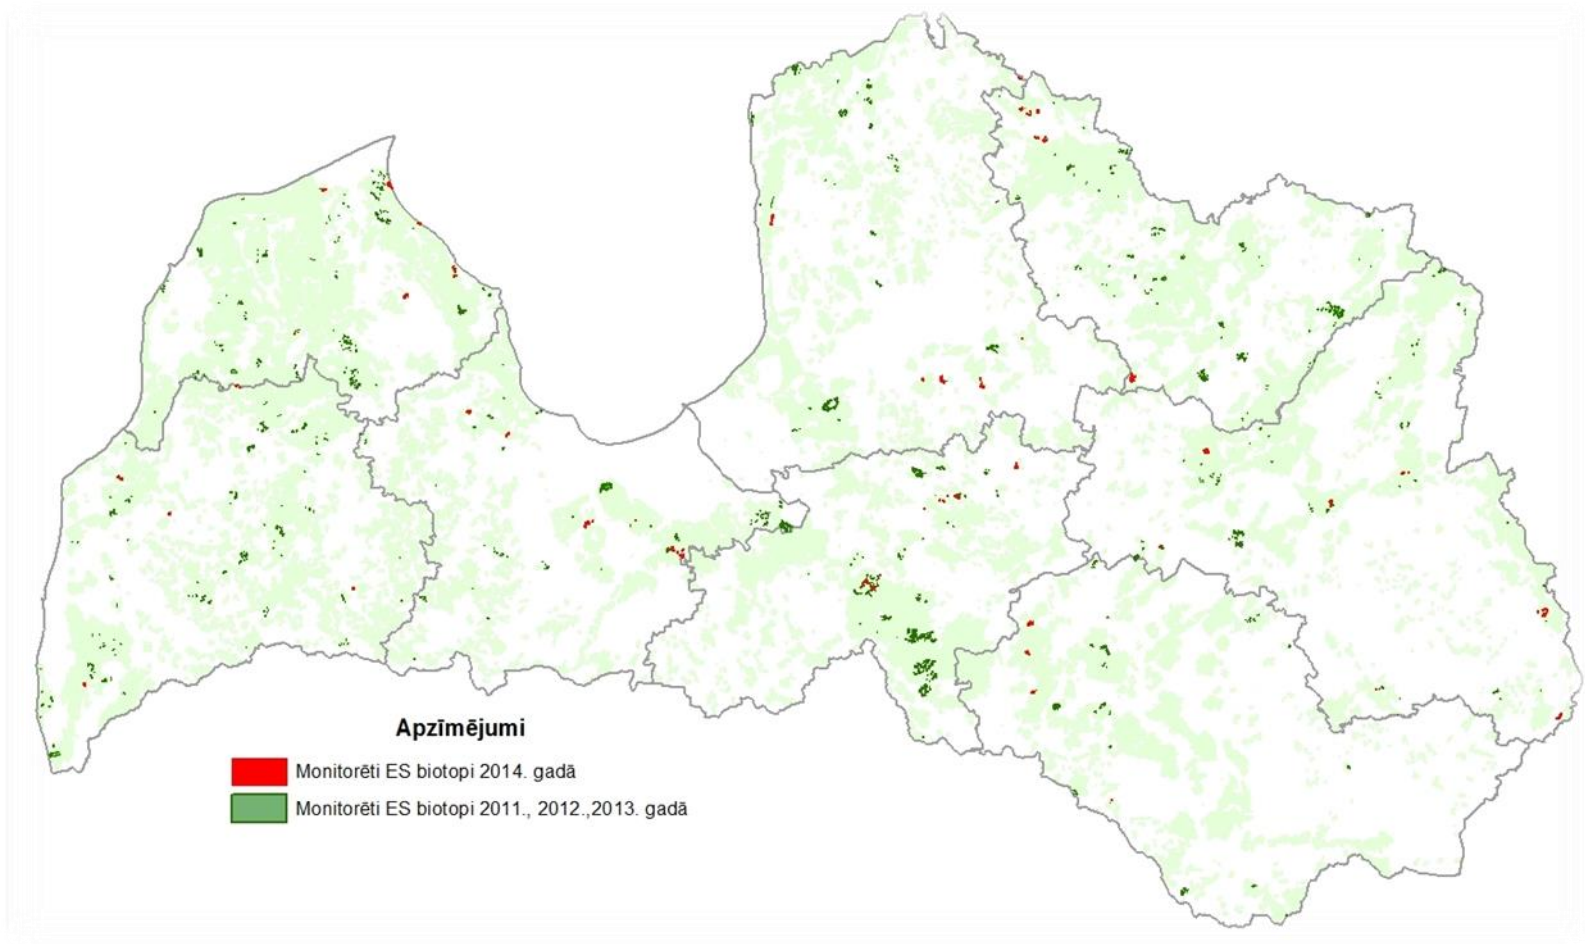 Apzīmējumi
Monitorēti ES biotopi 2014. gadā
Monitorēti ES biotopi 2011., 2012.,2013. gadā